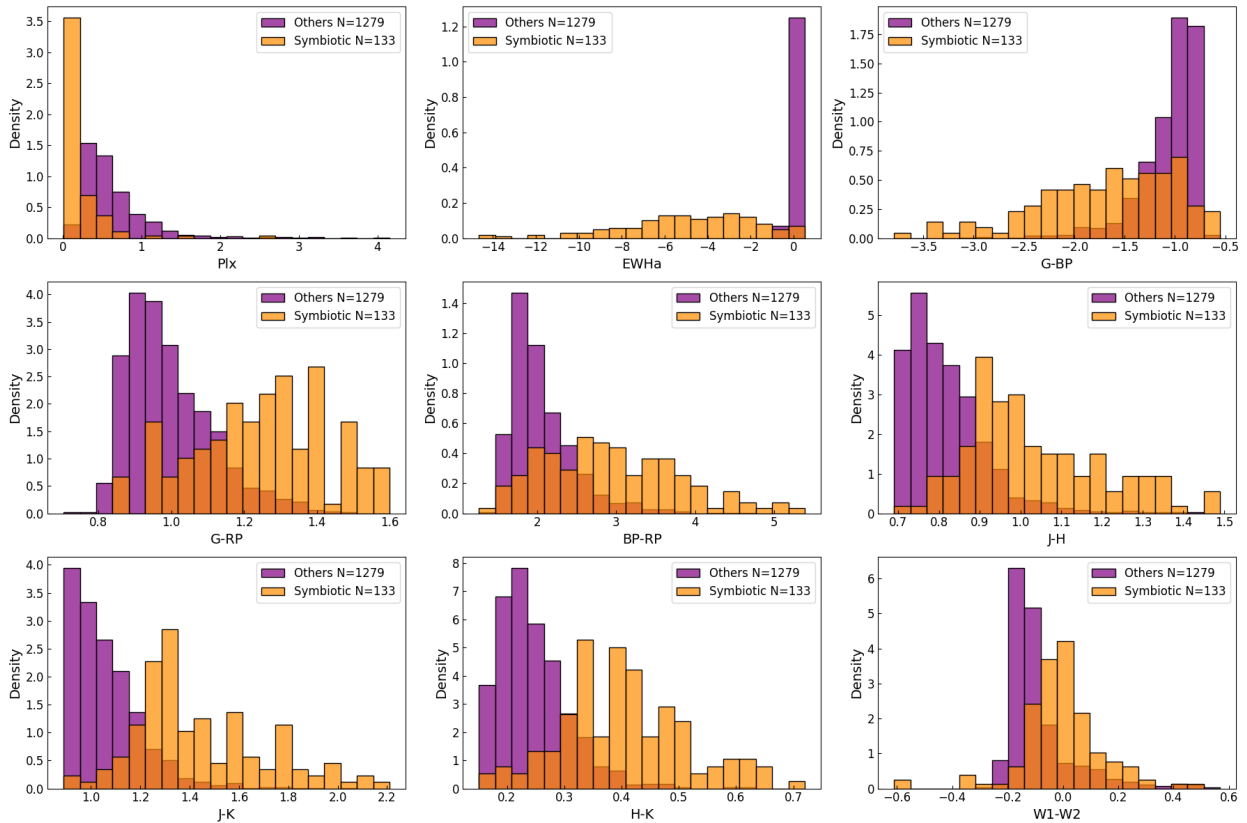 Density
3.5
3.0
2.5
2.0
1.5
1.0
0.5
0.0
Others N=1279
Symbiotic N=133
0 1 2 3 4
Plx
Density
1.2
1.0
0.8
0.6
0.4
0.2
0.0
Others N=1279
Symbiotic N=133
−14 −12 −10 −8 −6 −4 −2 0
EWHa
Density
1.75
1.50
1.25
1.00
0.75
0.50
0.25
0.00
Others N=1279
Symbiotic N=133
−3.5 −3.0 −2.5 −2.0 −1.5 −1.0 −0.5
G-BP
Density
4.0
3.5
3.0
2.5
2.0
1.5
1.0
0.5
0.0
Others N=1279
Symbiotic N=133
0.8 1.0 1.2 1.4 1.6
G-RP
Density
1.4
1.2
1.0
0.8
0.6
0.4
0.2
0.0
Others N=1279
Symbiotic N=133
2 3 4 5
BP-RP
Density
5
4
3
2
1
0
Others N=1279
Symbiotic N=133
0.7 0.8 0.9 1.0 1.1 1.2 1.3 1.4 1.5
J-H
Density
4.0
3.5
3.0
2.5
2.0
1.5
1.0
0.5
0.0
Others N=1279
Symbiotic N=133
1.0 1.2 1.4 1.6 1.8 2.0 2.2
J-K
Density
8
7
6
5
4
3
2
1
0
Others N=1279
Symbiotic N=133
0.2 0.3 0.4 0.5 0.6 0.7
H-K
Density
6
5
4
3
2
1
0
Others N=1279
Symbiotic N=133
−0.6 −0.4 −0.2 0.0 0.2 0.4 0.6
W1-W2